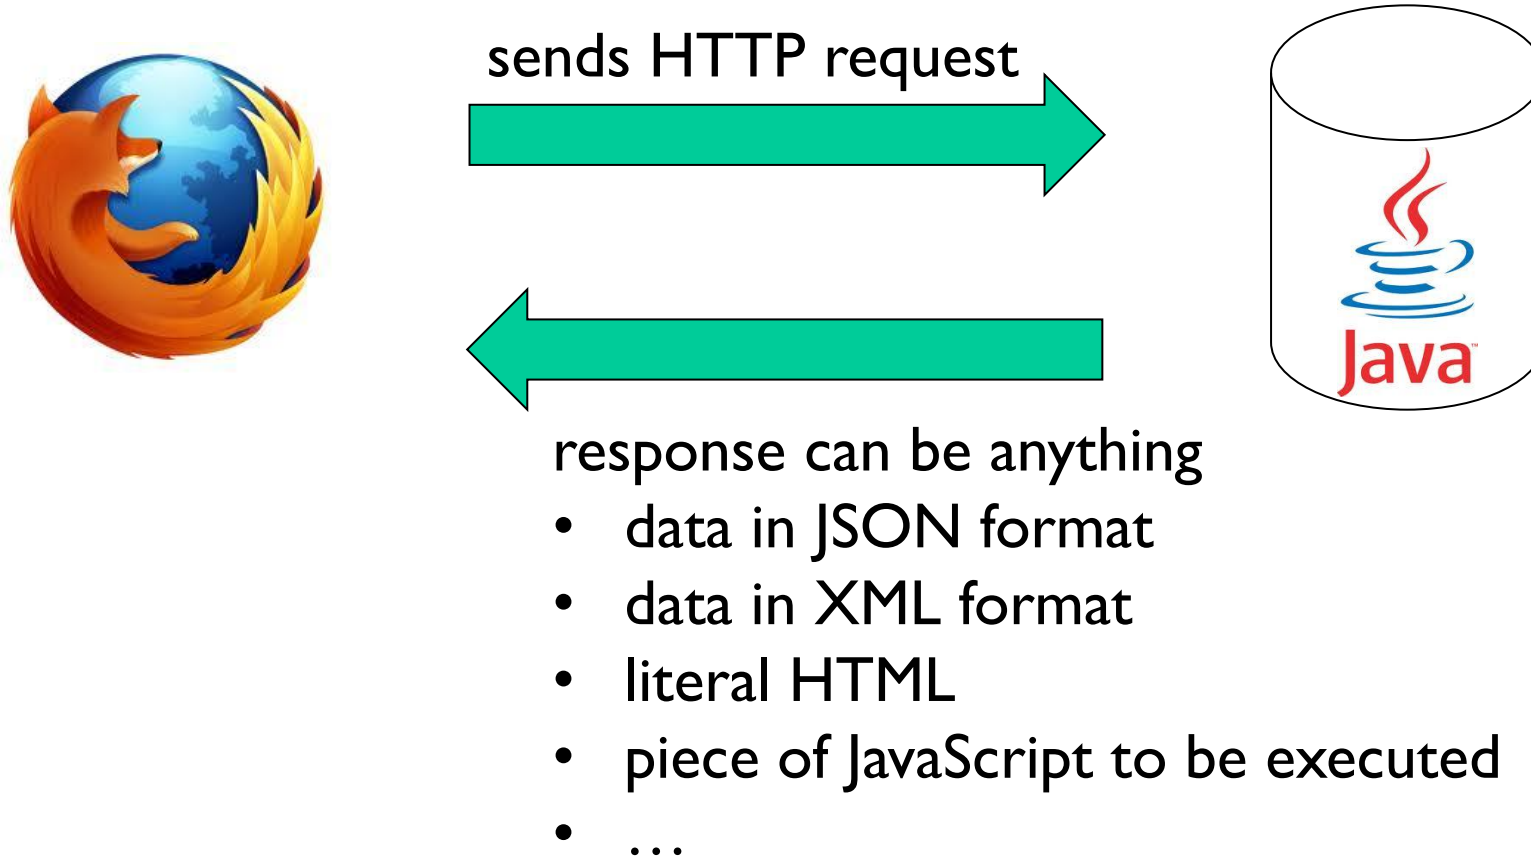 sends HTTP request
Java™
response can be anything
• data in JSON format
• data in XML format
• literal HTML
• piece of JavaScript to be executed
• …